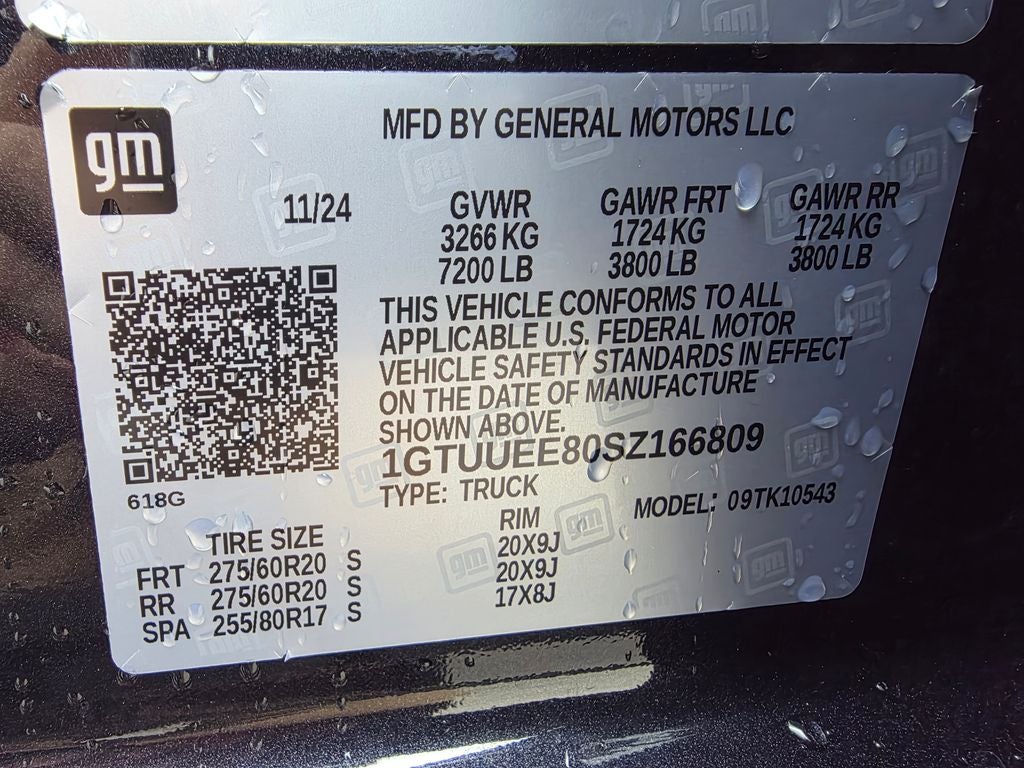 gm
MFD BY GENERAL MOTORS LLC
11/24 GVWR GAWR FRT GAWR RR
3266 KG 1724 KG 1724 KG
7200 LB 3800 LB 3800 LB
THIS VEHICLE CONFORMS TO ALL
APPLICABLE U.S. FEDERAL MOTOR
VEHICLE SAFETY STANDARDS IN EFFECT
ON THE DATE OF MANUFACTURE
SHOWN ABOVE.
1GTUUEE80SZ166809
TYPE: TRUCK MODEL: 09TK10543
618G
TIRE SIZE RIM
FRT 275/60R20 S 20X9J
RR 275/60R20 S 20X9J
SPA 255/80R17 S 17X8J